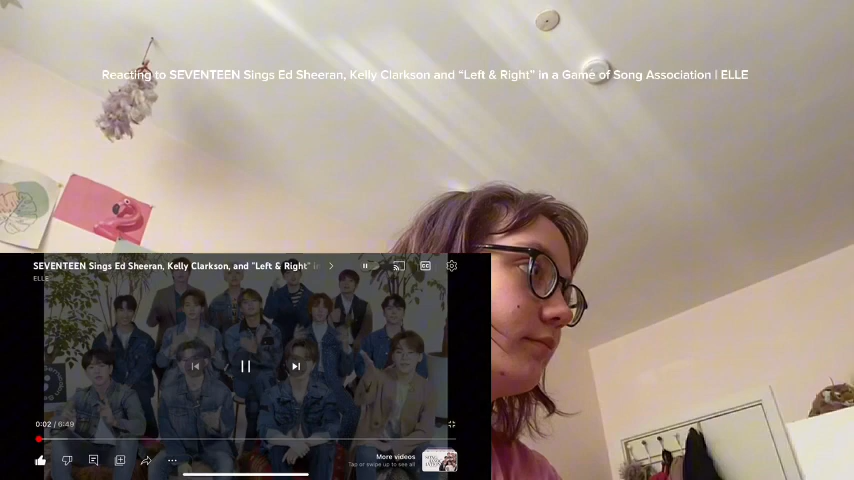 Reacting to SEVENTEEN Sings Ed Sheeran, Kelly Clarkson and “Left & Right” in a Game of Song Association | ELLE
SEVENTEEN Sings Ed Sheeran, Kelly Clarkson, and "Left & Right" i
ELLE
CC
0:02 / 6:49
More videos
Tap or swipe up to see all